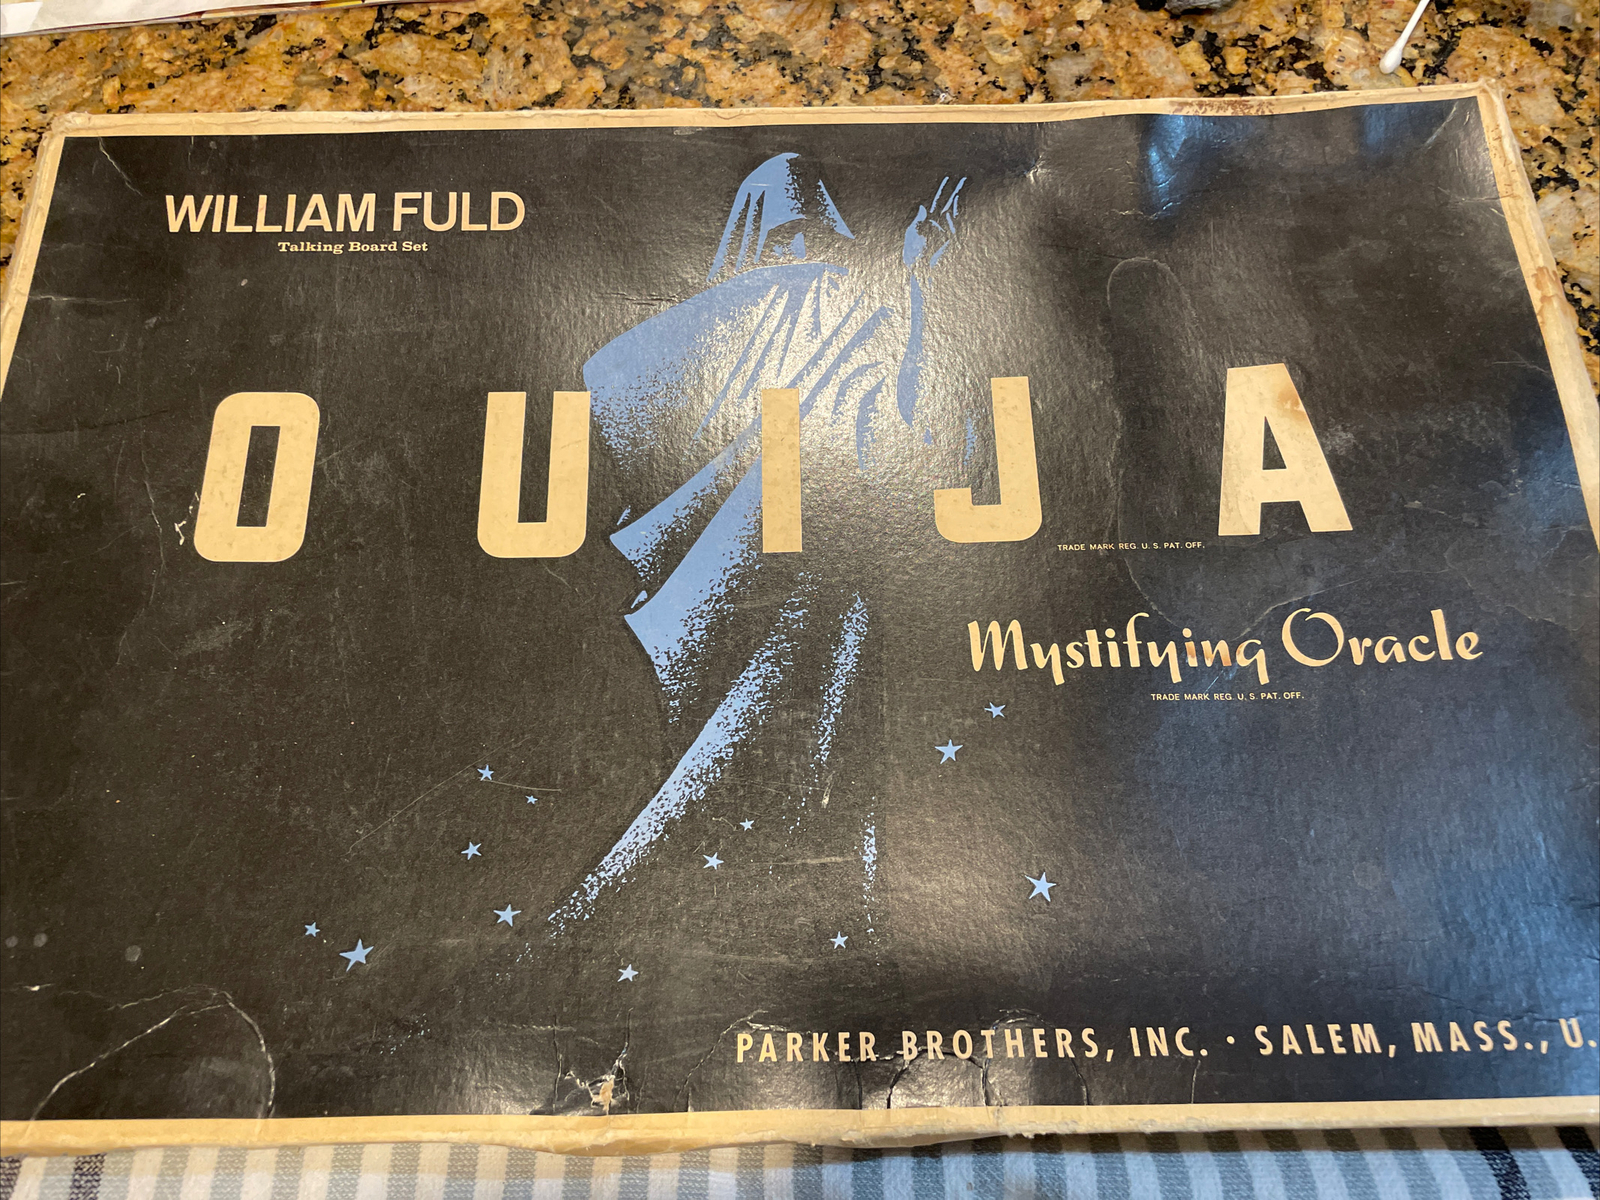 WILLIAM FULD
Talking Board Set
OUIJA
TRADE MARK REG. U. S. PAT. OFF.
Mystifying Oracle
TRADE MARK REG. U. S. PAT. OFF.
PARKER BROTHERS, INC. · SALEM, MASS., U.